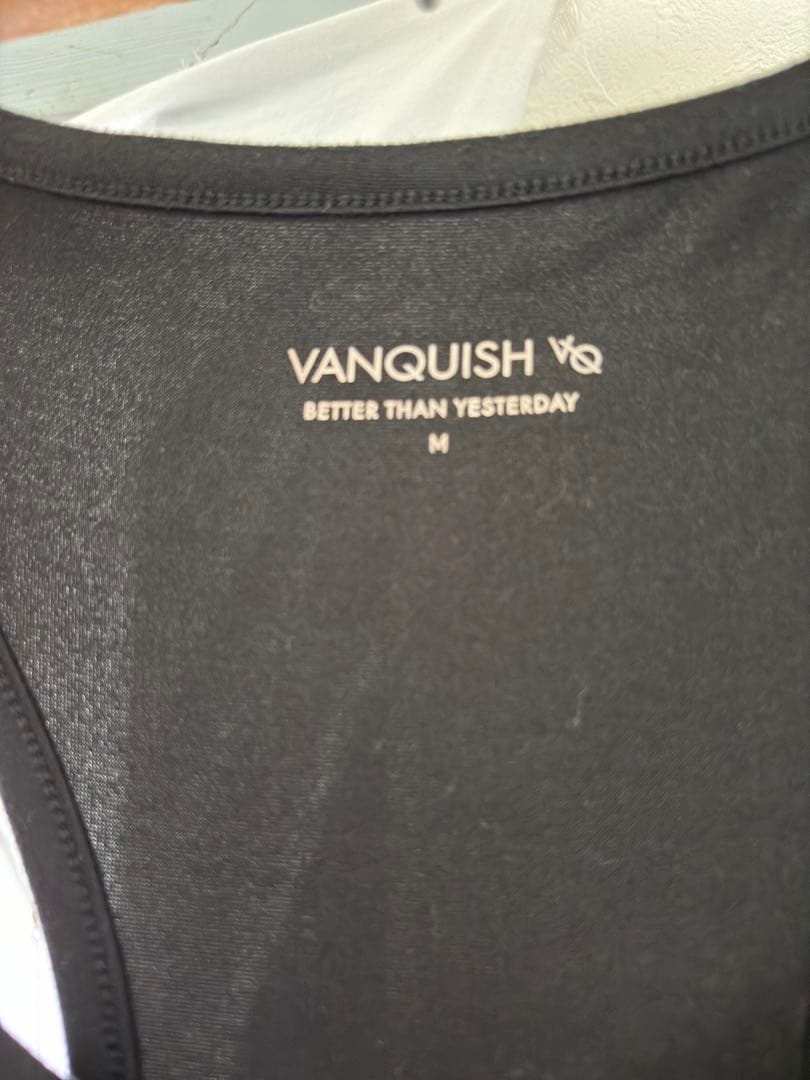 VANQUISH VQ
BETTER THAN YESTERDAY
M